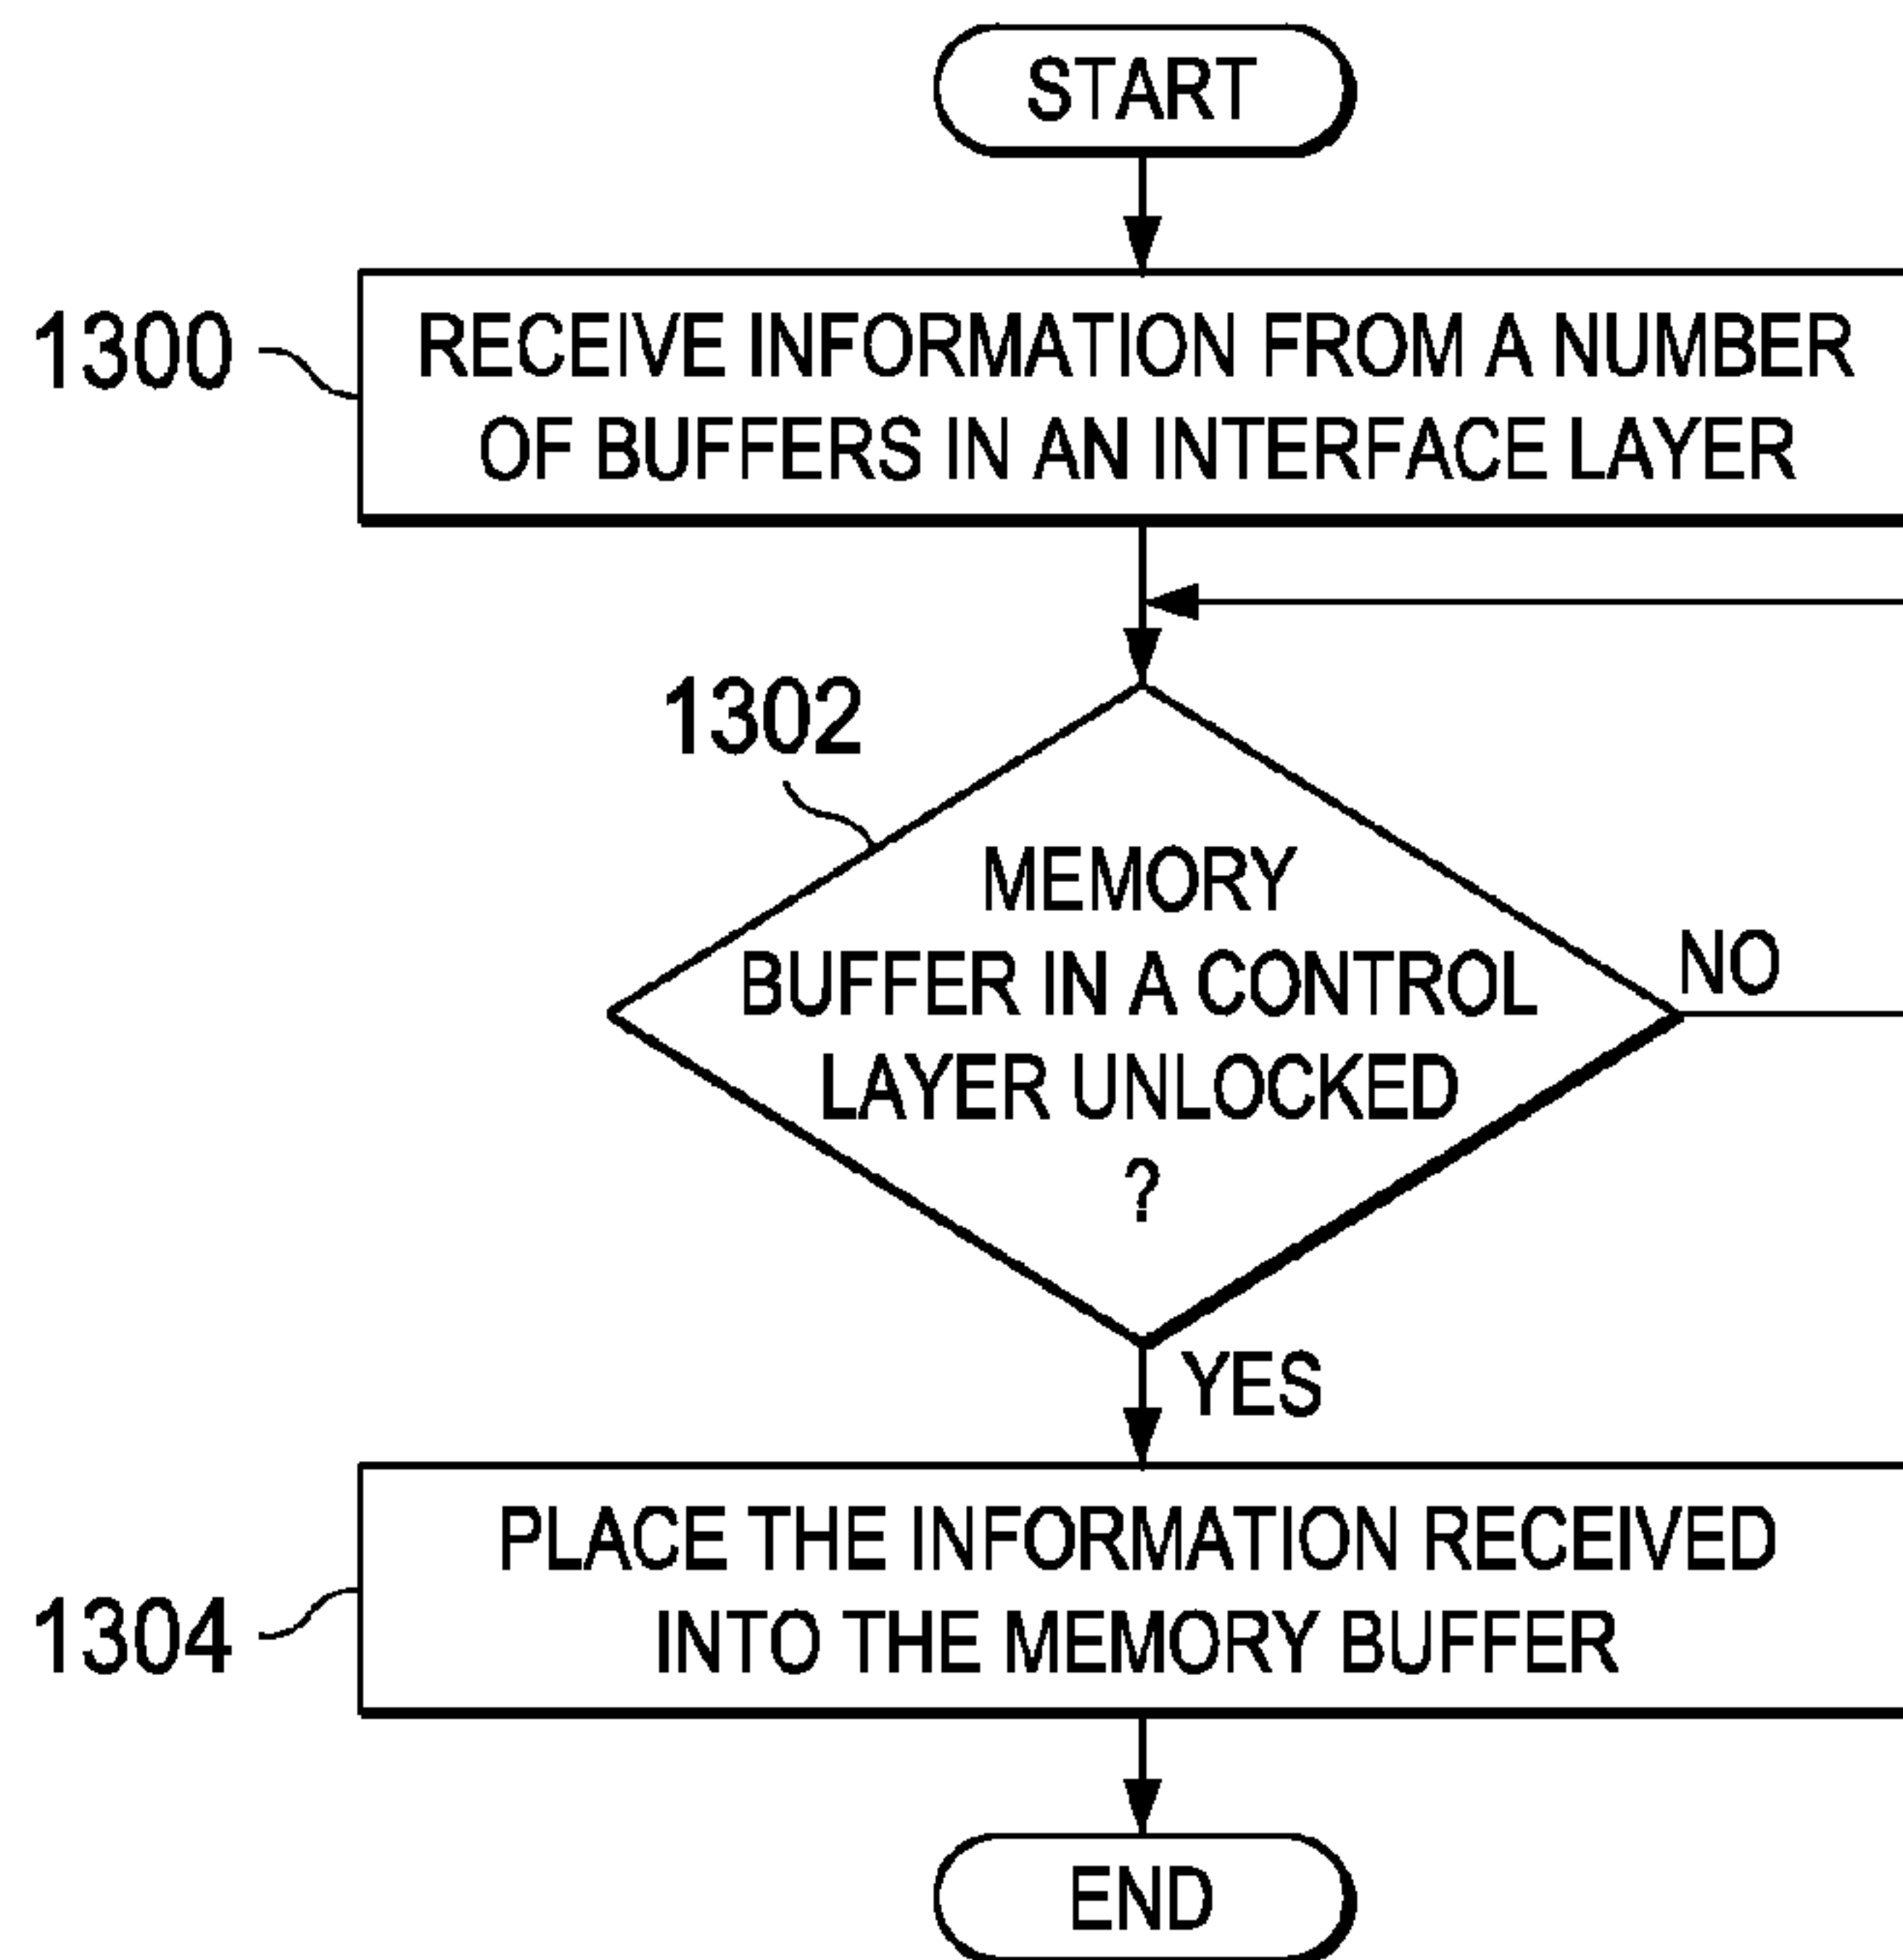 START
1300
RECEIVE INFORMATION FROM A NUMBER
OF BUFFERS IN AN INTERFACE LAYER
1302
MEMORY
BUFFER IN A CONTROL
LAYER UNLOCKED
?
NO
YES
1304
PLACE THE INFORMATION RECEIVED
INTO THE MEMORY BUFFER
END